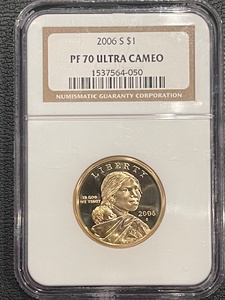 2006 S $1
PF 70 ULTRA CAMEO
1537564-050
NUMISMATIC GUARANTY CORPORATION
LIBERTY
IN GOD
WE TRUST
2006
S